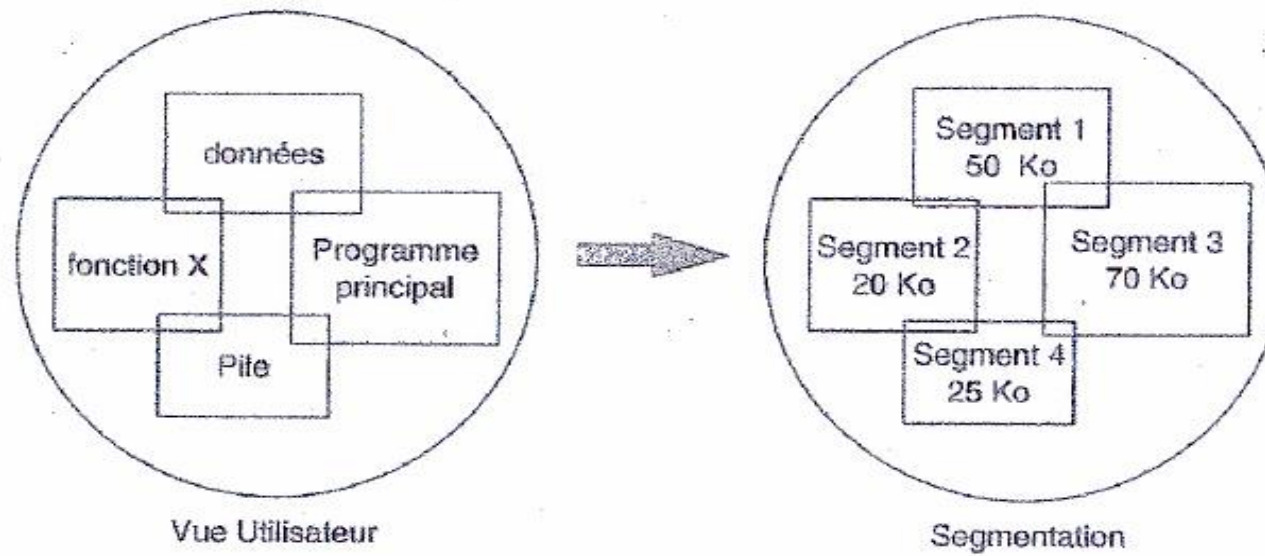 données
fonction X
Programme
principal
Pile
Vue Utilisateur
Segment 1
50 Ko
Segment 2
20 Ko
Segment 3
70 Ko
Segment 4
25 Ko
Segmentation